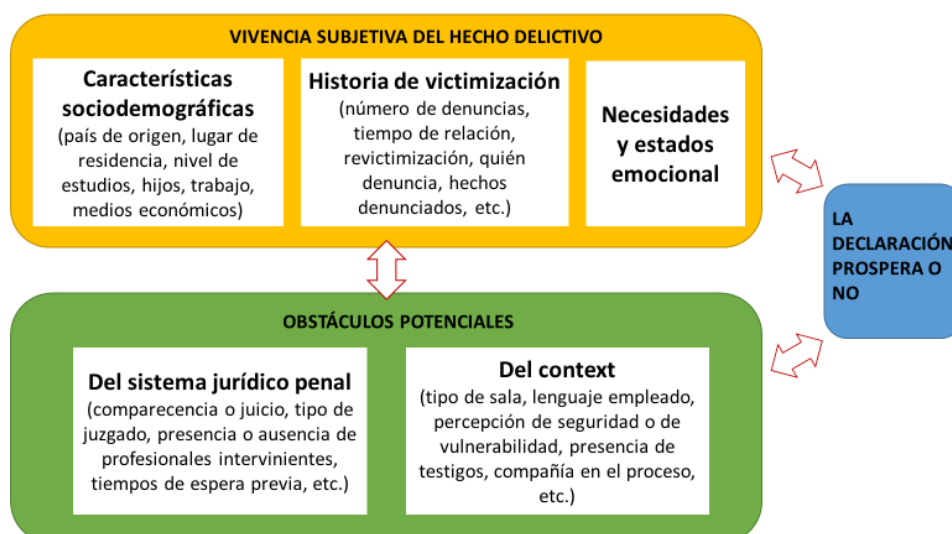 VIVENCIA SUBJETIVA DEL HECHO DELICTIVO
Características
sociodemográficas
(país de origen, lugar de
residencia, nivel de
estudios, hijos, trabajo,
medios económicos)
Historia de victimización
(número de denuncias,
tiempo de relación,
revictimización, quién
denuncia, hechos
denunciados, etc.)
Necesidades
y estados
emocional
LA
DECLARACIÓN
PROSPERA O
NO
OBSTÁCULOS POTENCIALES
Del sistema jurídico penal
(comparecencia o juicio, tipo de
juzgado, presencia o ausencia de
profesionales intervinientes,
tiempos de espera previa, etc.)
Del context
(tipo de sala, lenguaje empleado,
percepción de seguridad o de
vulnerabilidad, presencia de
testigos, compañía en el proceso,
etc.)